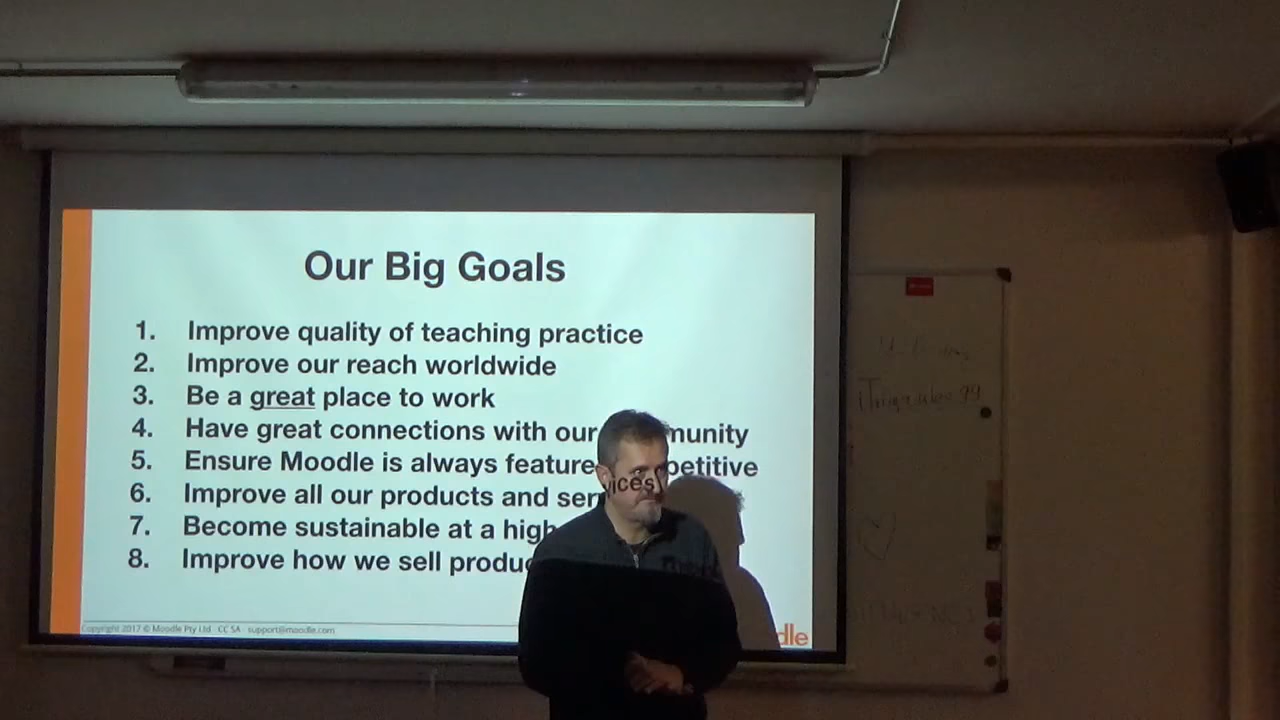 Our Big Goals
1. Improve quality of teaching practice
2. Improve our reach worldwide
3. Be a great place to work
4. Have great connections with our munity
5. Ensure Moodle is always feature petitive
6. Improve all our products and services
7. Become sustainable at a high
8. Improve how we sell produc
Copyright 2017 © Moodle Pty Ltd · CC SA · support@moodle.com
dle